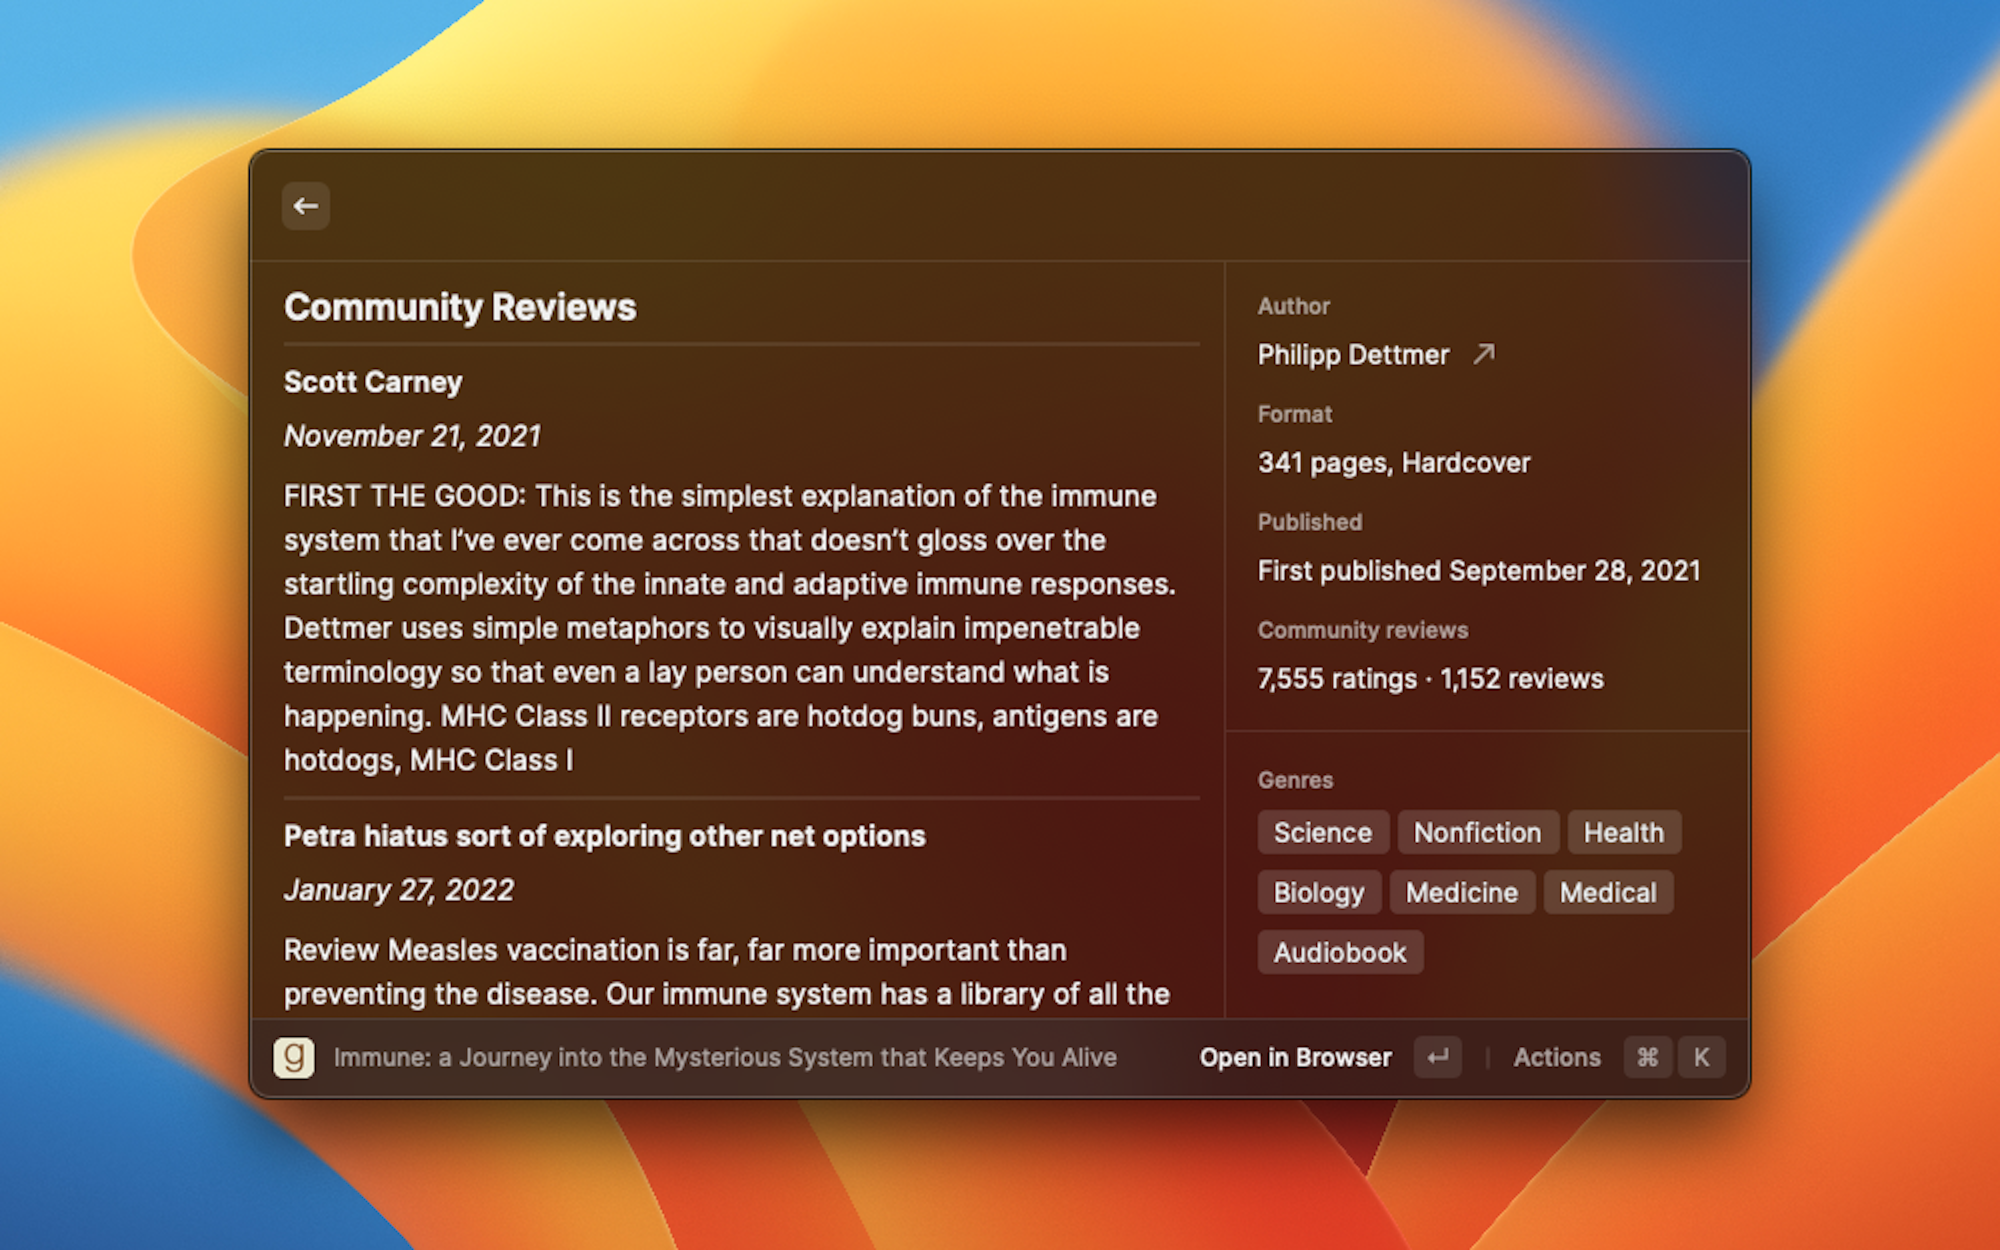 Community Reviews
Scott Carney
November 21, 2021
FIRST THE GOOD: This is the simplest explanation of the immune
system that I’ve ever come across that doesn’t gloss over the
startling complexity of the innate and adaptive immune responses.
Dettmer uses simple metaphors to visually explain impenetrable
terminology so that even a lay person can understand what is
happening. MHC Class II receptors are hotdog buns, antigens are
hotdogs, MHC Class I
Petra hiatus sort of exploring other net options
January 27, 2022
Review Measles vaccination is far, far more important than
preventing the disease. Our immune system has a library of all the
Author
Philipp Dettmer
Format
341 pages, Hardcover
Published
First published September 28, 2021
Community reviews
7,555 ratings · 1,152 reviews
Genres
Science Nonfiction Health
Biology Medicine Medical
Audiobook
g Immune: a Journey into the Mysterious System that Keeps You Alive Open in Browser ↵ Actions ⌘ K